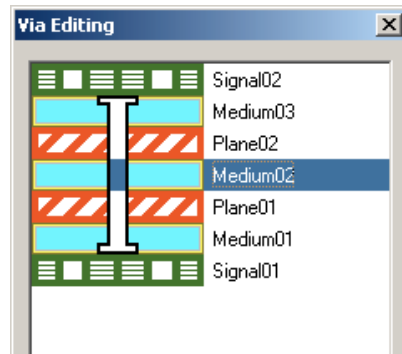 Via Editing
Signal02
Medium03
Plane02
Medium02
Plane01
Medium01
Signal01